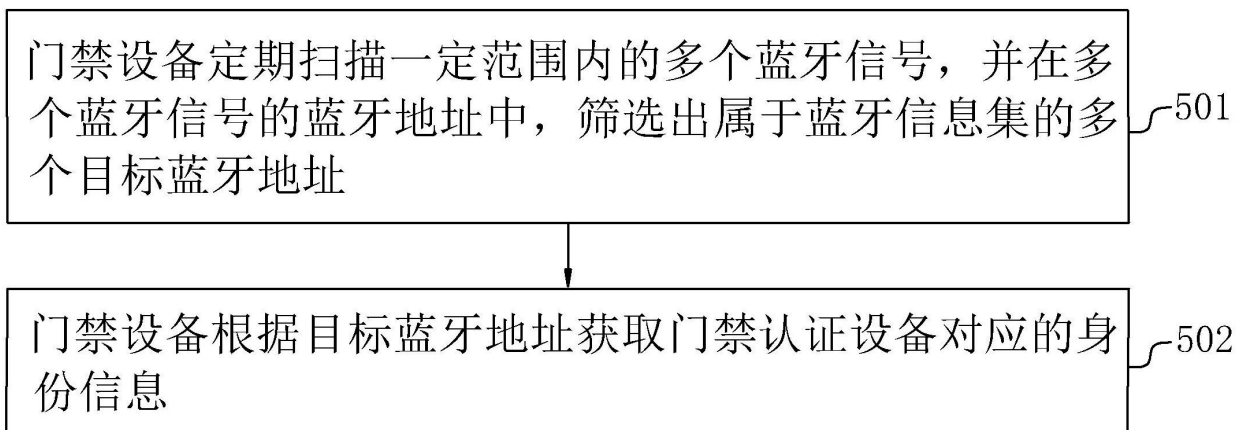 门禁设备定期扫描一定范围内的多个蓝牙信号，并在多
个蓝牙信号的蓝牙地址中，筛选出属于蓝牙信息集的多
个目标蓝牙地址
501
门禁设备根据目标蓝牙地址获取门禁认证设备对应的身
份信息
502